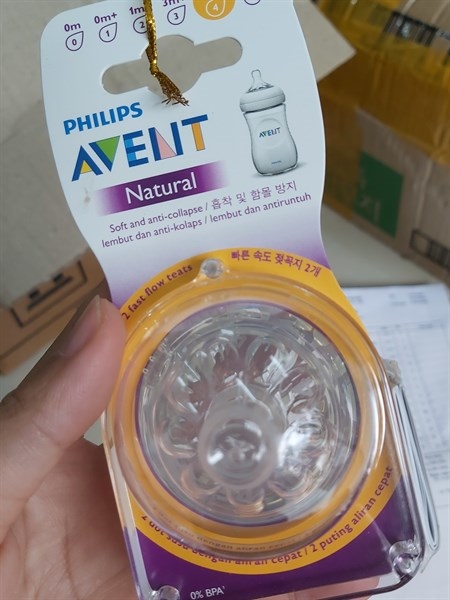 0m 0m+ 1m 3m
0 1 2 3 4
PHILIPS
AVENT
AVENT
Natural
Soft and anti-collapse / 흡착 및 함몰 방지
lembut dan anti-kolaps / lembut dan antiruntuh
2 fast flow teats
빠른 속도 젖꼭지 2개
aliran cepat / 2 puting aliran cepat
0% BPA*